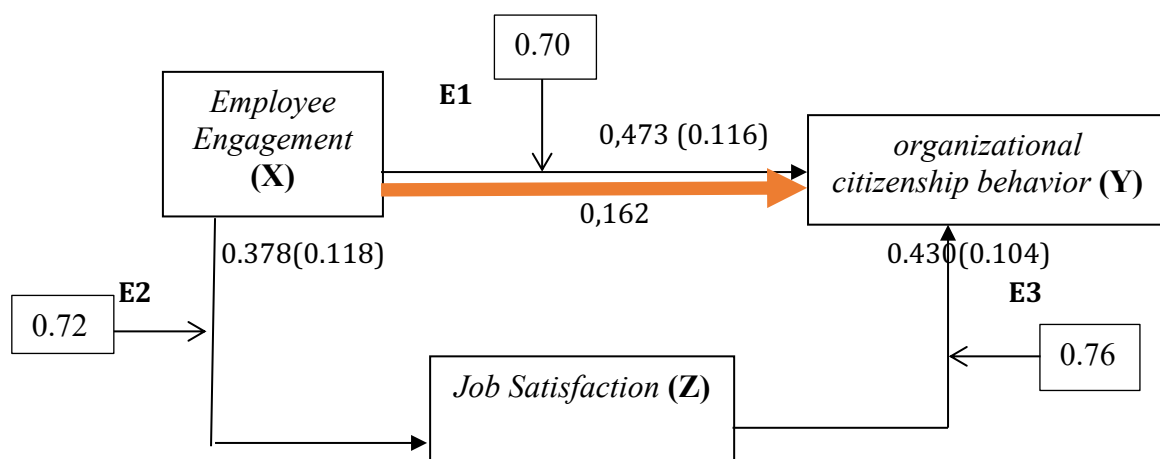 0.70
E1
Employee
Engagement
(X)
0,473 (0.116)
organizational
citizenship behavior (Y)
0,162
0.378(0.118)
0.430(0.104)
E2
0.72
E3
0.76
Job Satisfaction (Z)